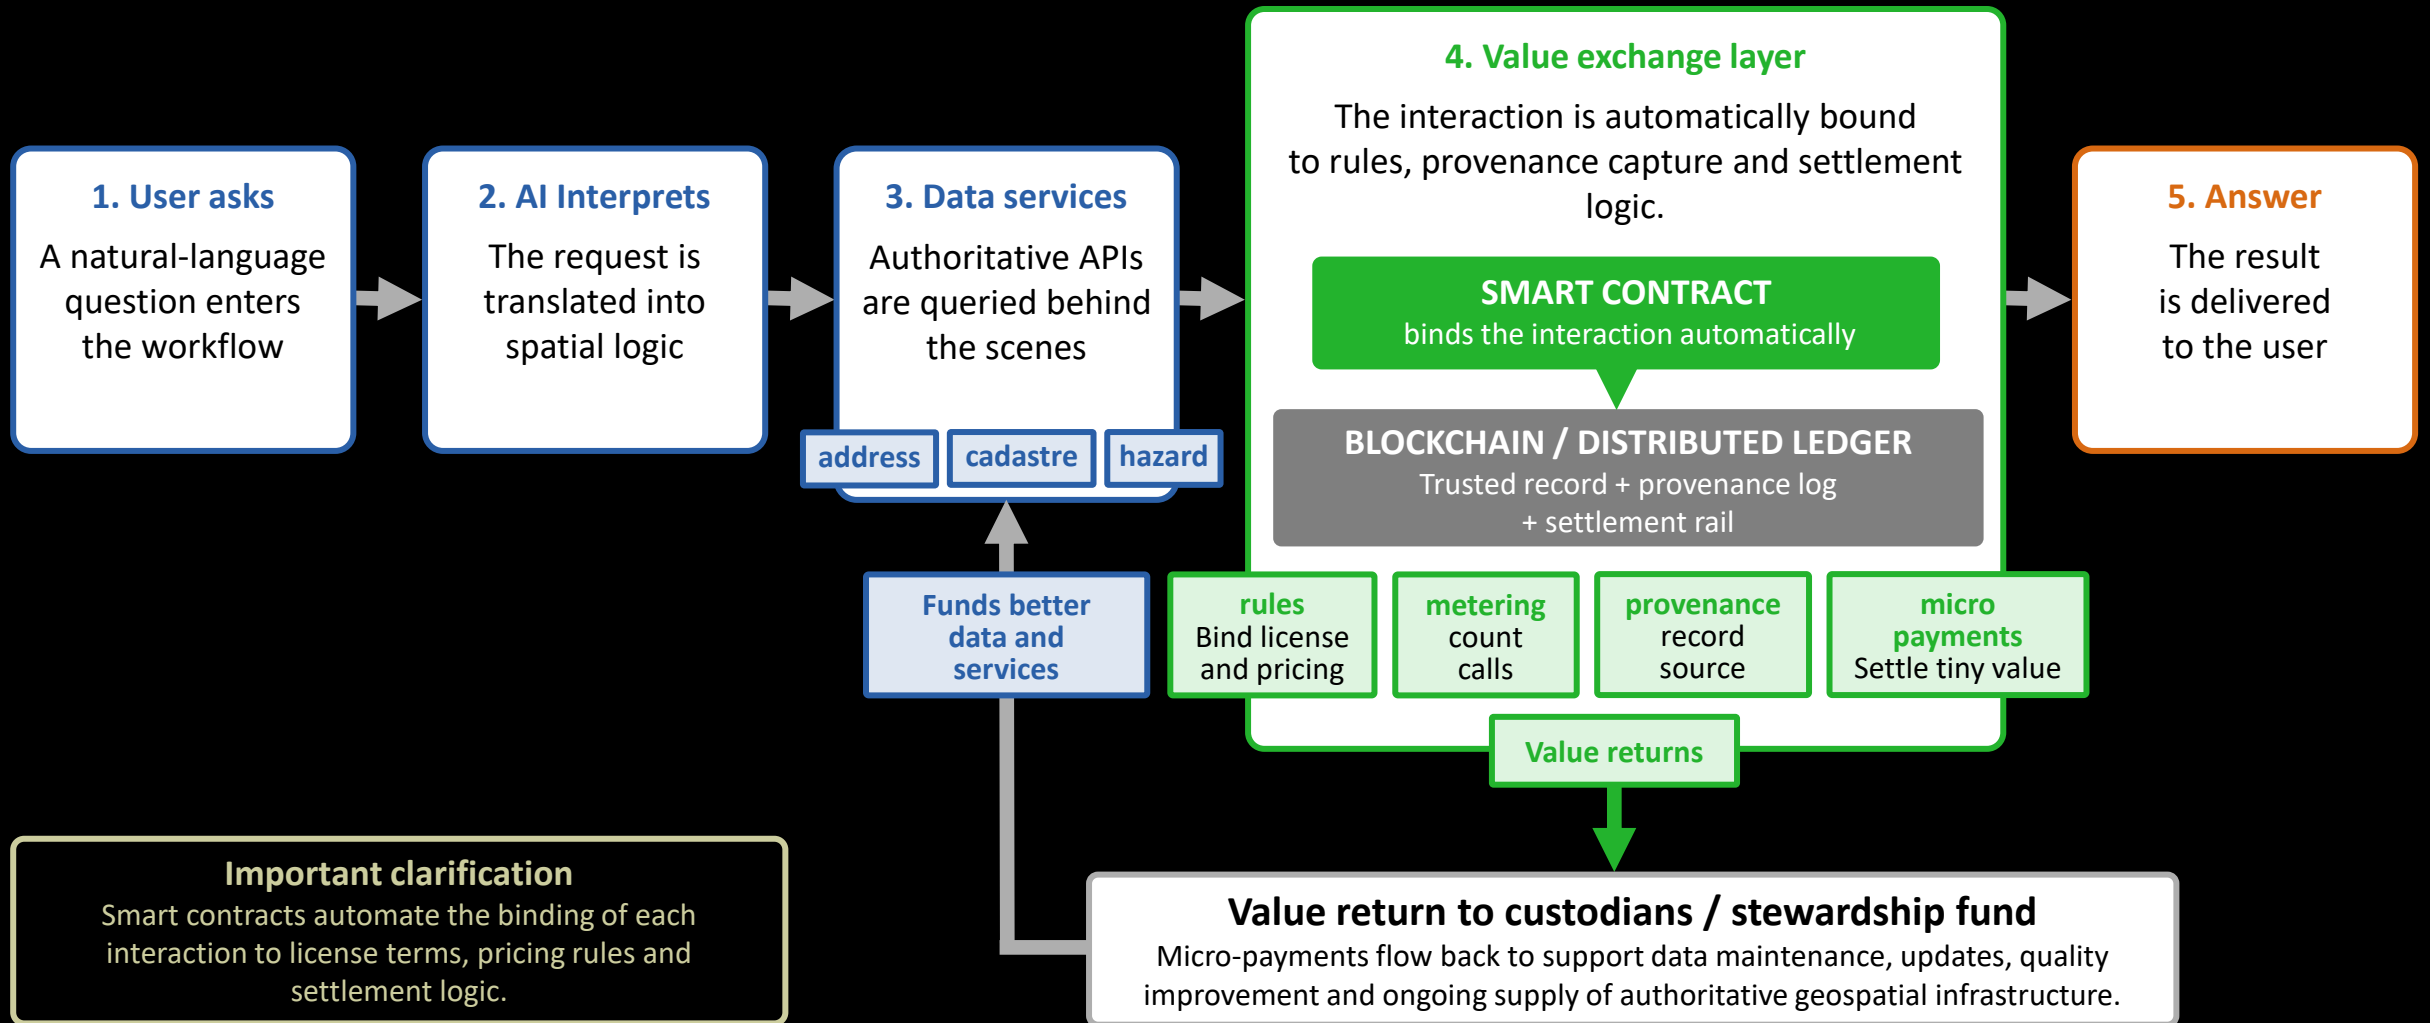 1. User asks
A natural-language
question enters
the workflow
2. AI Interprets
The request is
translated into
spatial logic
3. Data services
Authoritative APIs
are queried behind
the scenes
address
cadastre
hazard
Funds better
data and
services
4. Value exchange layer
The interaction is automatically bound
to rules, provenance capture and settlement
logic.
SMART CONTRACT
binds the interaction automatically
BLOCKCHAIN / DISTRIBUTED LEDGER
Trusted record + provenance log
+ settlement rail
rules
Bind license
and pricing
metering
count
calls
provenance
record
source
micro
payments
Settle tiny value
Value returns
5. Answer
The result
is delivered
to the user
Important clarification
Smart contracts automate the binding of each
interaction to license terms, pricing rules and
settlement logic.
Value return to custodians / stewardship fund
Micro-payments flow back to support data maintenance, updates, quality
improvement and ongoing supply of authoritative geospatial infrastructure.